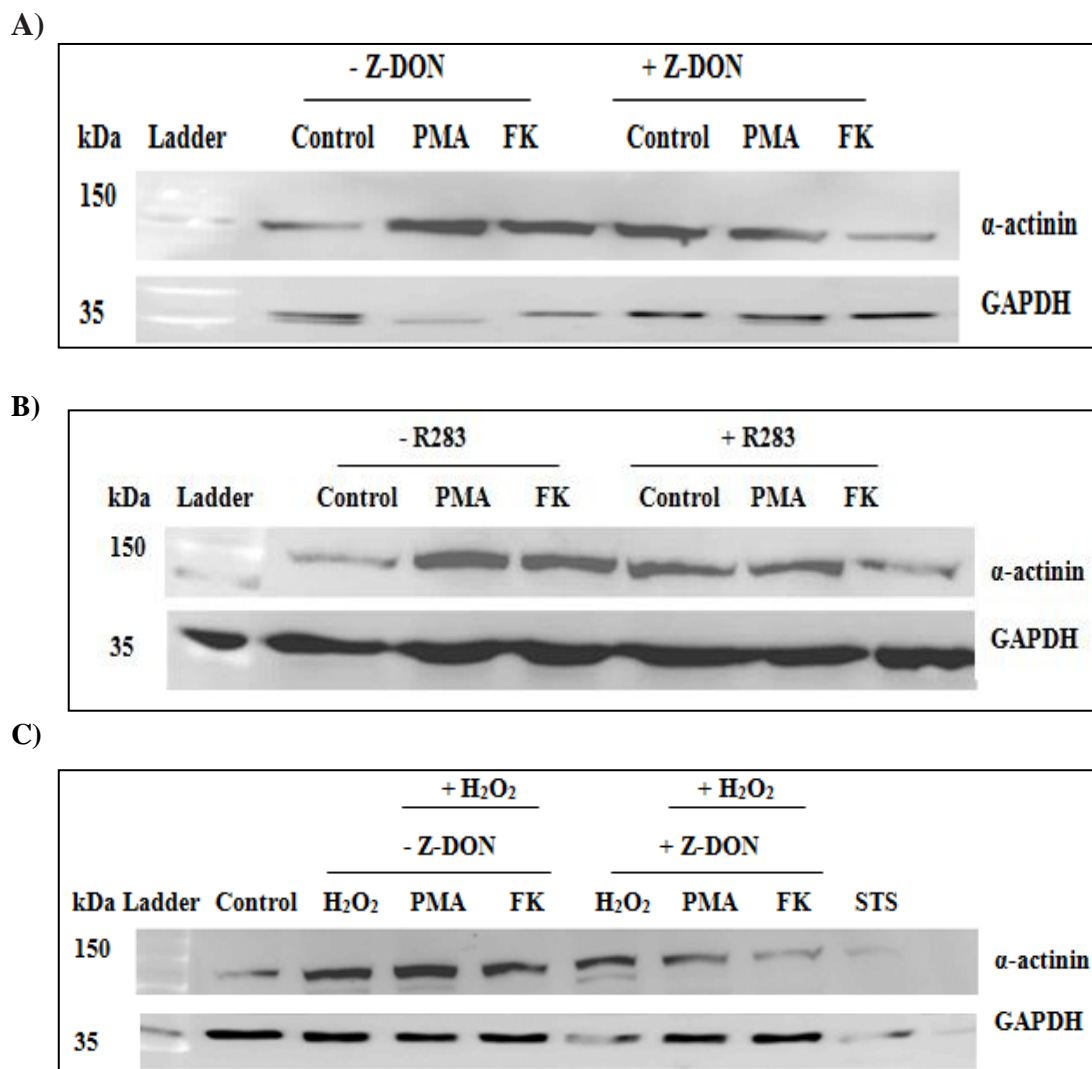 A)
- Z-DON + Z-DON
kDa Ladder Control PMA FK Control PMA FK
150
α-actinin
GAPDH
35
B)
- R283 + R283
kDa Ladder Control PMA FK Control PMA FK
150
α-actinin
GAPDH
35
C)
+ H₂O₂ + H₂O₂
- Z-DON + Z-DON
kDa Ladder Control H₂O₂ PMA FK H₂O₂ PMA FK STS
150
α-actinin
GAPDH
35